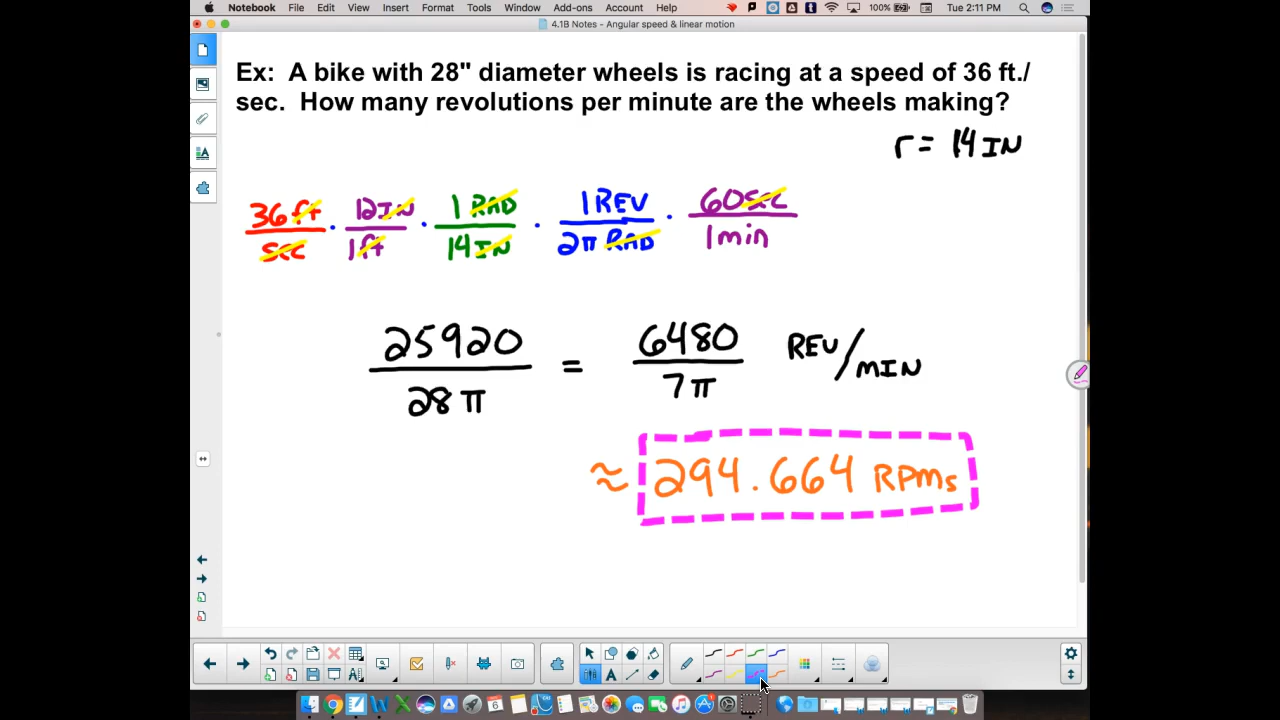 Notebook File Edit View Insert Format Tools Window Add-ons Account Help 100% Tue 2:11 PM
4.1B Notes - Angular speed & linear motion
Ex: A bike with 28" diameter wheels is racing at a speed of 36 ft./
sec. How many revolutions per minute are the wheels making?
r = 14 IN
36 ft · 12 IN · 1 RAD · 1 REV · 60 sec
sec 1 ft 14 IN 2π RAD 1 min
25920 = 6480 REV/MIN
28π 7π
≈ 294.664 RPMs